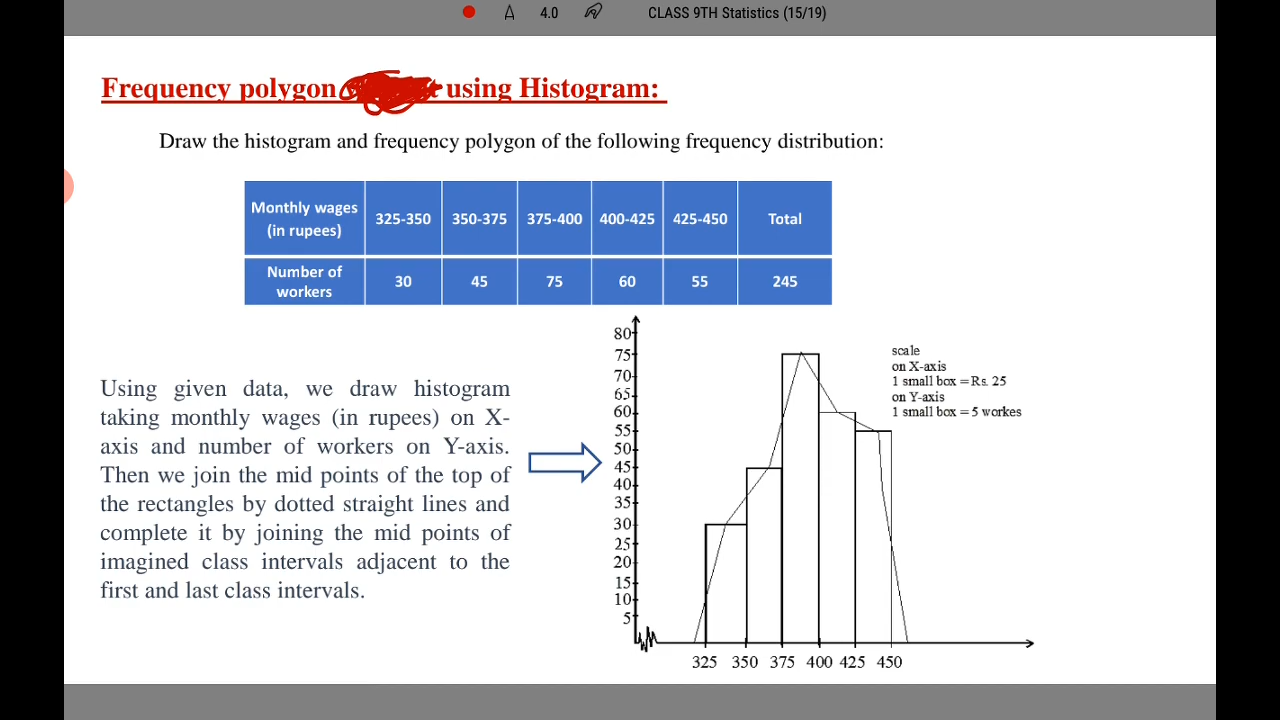 4.0 CLASS 9TH Statistics (15/19)
Frequency polygon using Histogram:
Draw the histogram and frequency polygon of the following frequency distribution:
Monthly wages (in rupees) 325-350 350-375 375-400 400-425 425-450 Total
Number of workers 30 45 75 60 55 245
Using given data, we draw histogram
taking monthly wages (in rupees) on X-
axis and number of workers on Y-axis.
Then we join the mid points of the top of
the rectangles by dotted straight lines and
complete it by joining the mid points of
imagined class intervals adjacent to the
first and last class intervals.
80
75
70
65
60
55
50
45
40
35
30
25
20
15
10
5
325 350 375 400 425 450
scale
on X-axis
1 small box = Rs. 25
on Y-axis
1 small box = 5 workes